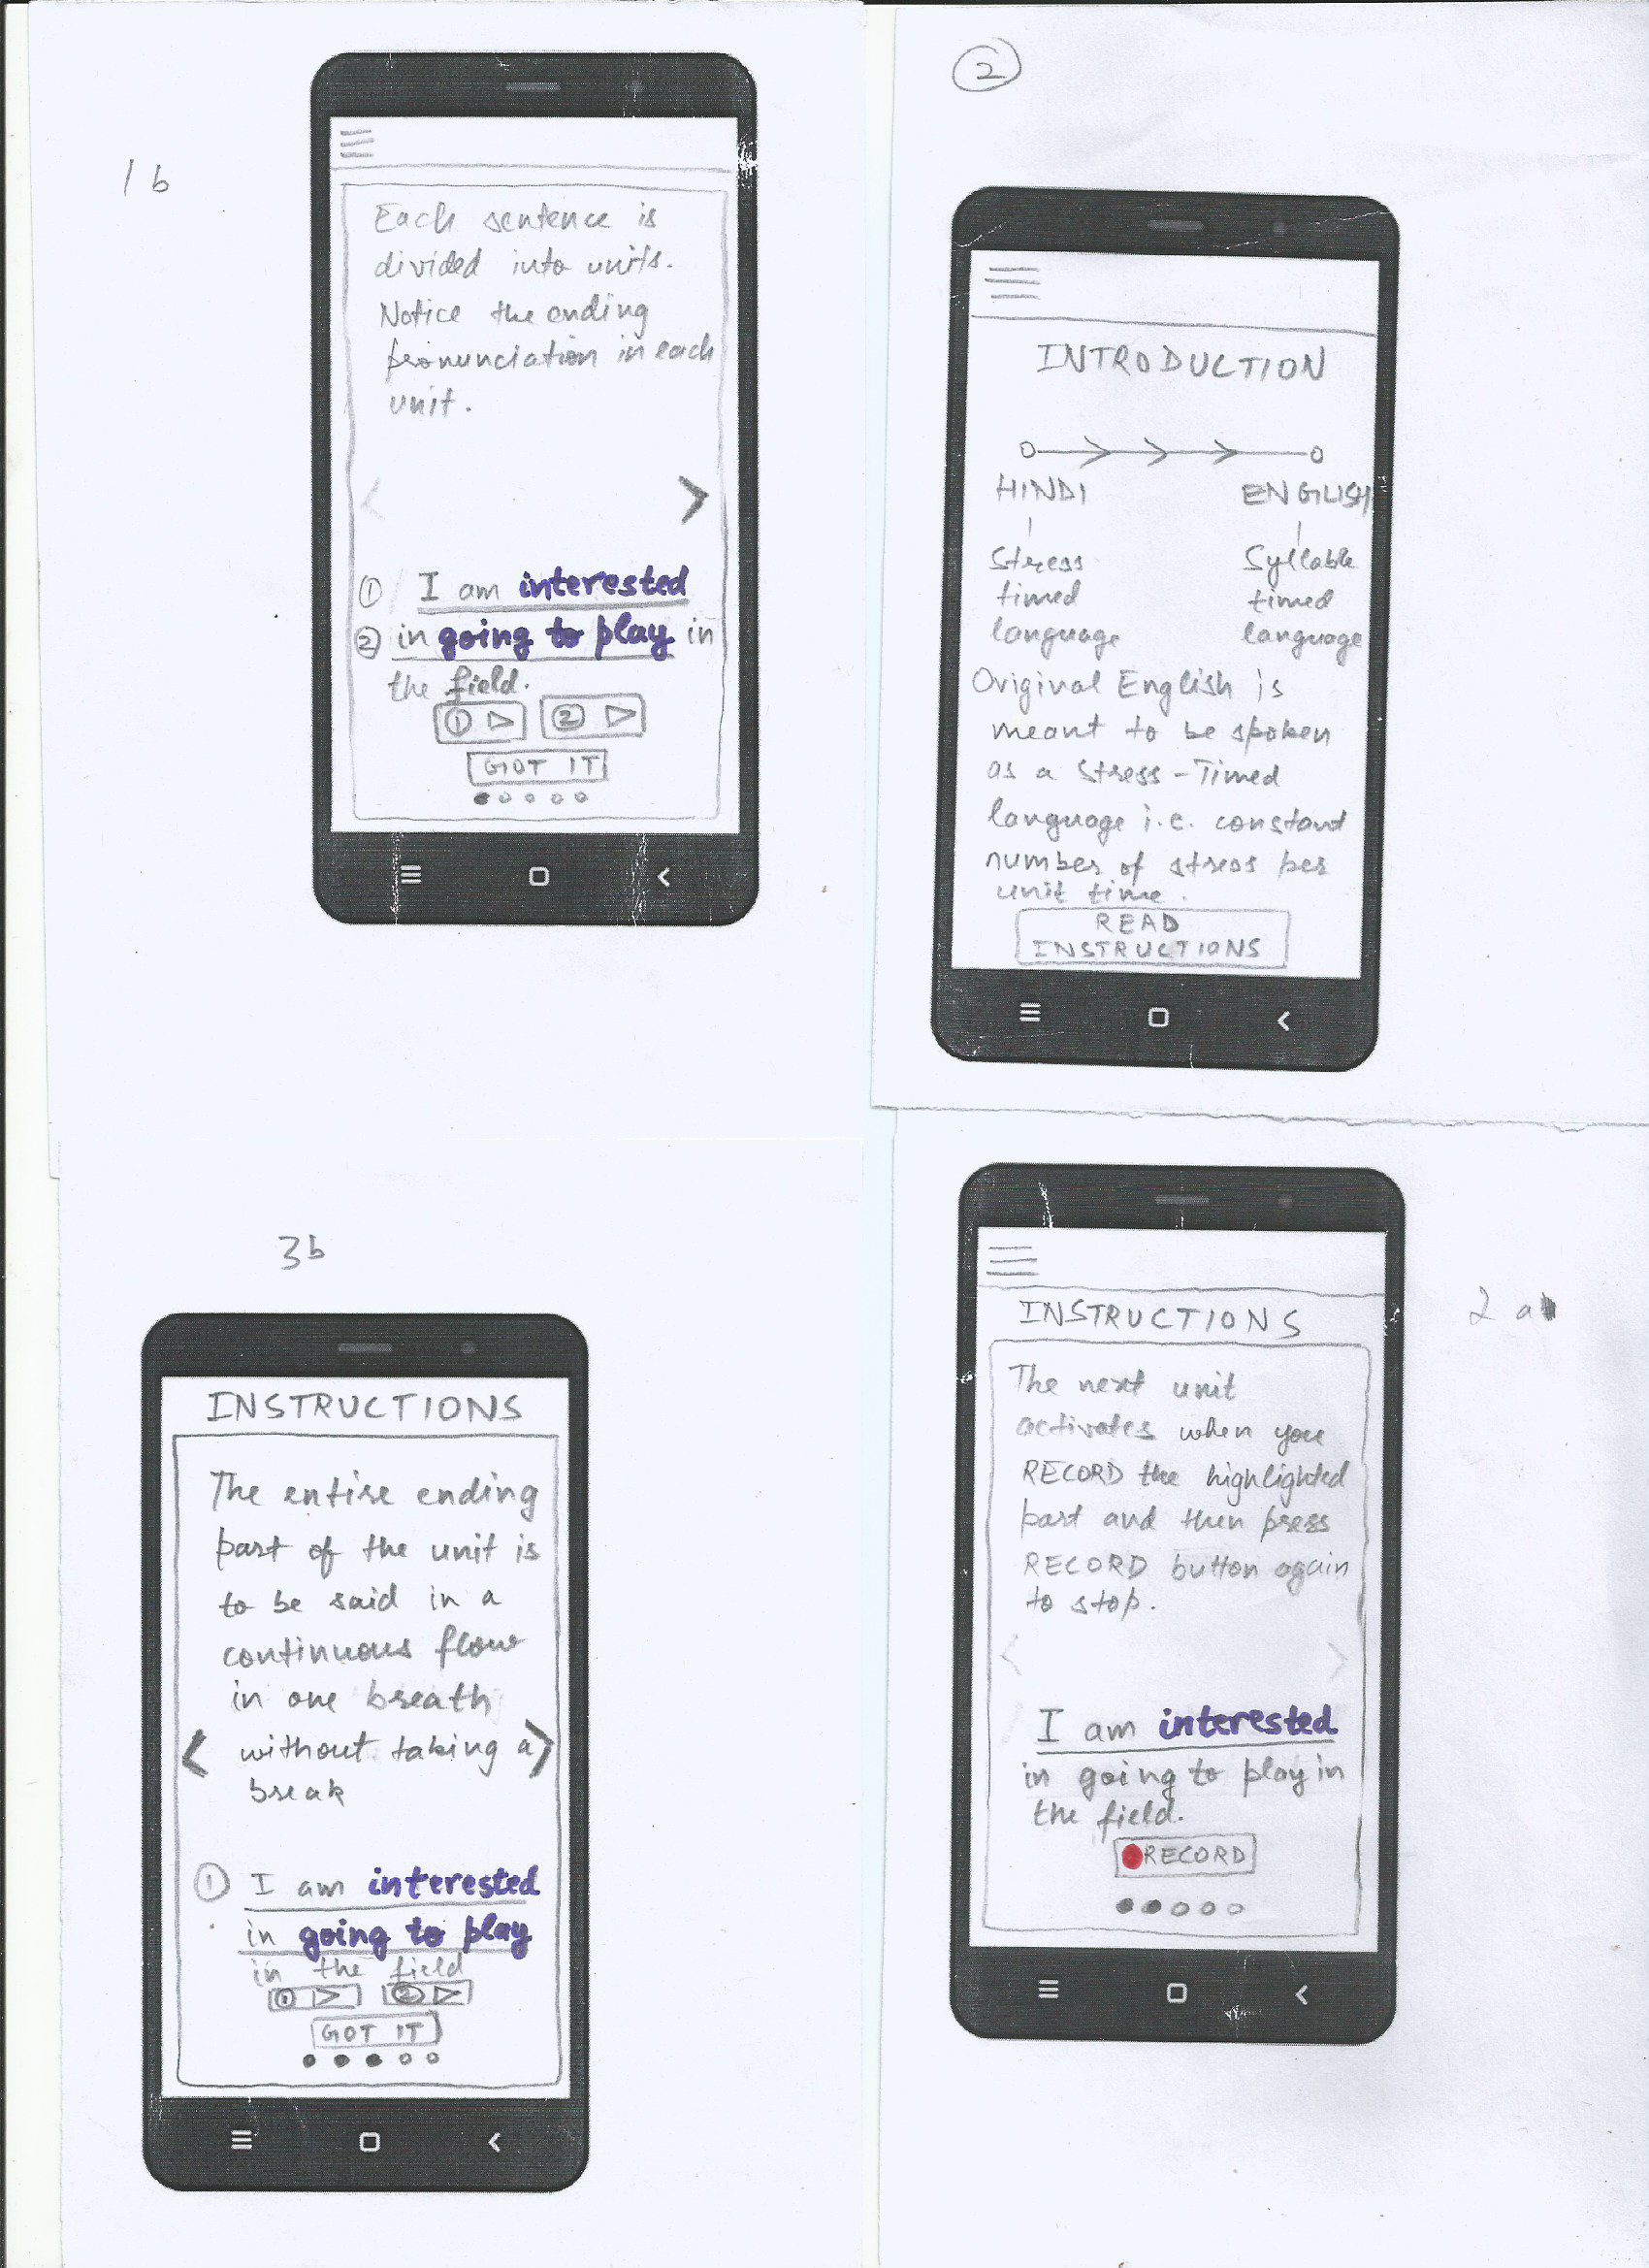 1b
Each sentence is
divided into units.
Notice the ending
pronunciation in each
unit.
① I am interested
② in going to play in
the field.
① ②
GOT IT
②
INTRODUCTION
HINDI ENGLISH
Stress Syllable
timed timed
language language
Original English is
meant to be spoken
as a Stress-Timed
language i.e. constant
number of stress per
unit time.
READ
INSTRUCTIONS
3b
INSTRUCTIONS
The entire ending
part of the unit is
to be said in a
continuous flow
in one breath
without taking a
break
① I am interested
in going to play
in the field
① ②
GOT IT
2a
INSTRUCTIONS
The next unit
activates when you
RECORD the highlighted
part and then press
RECORD button again
to stop.
I am interested
in going to play in
the field.
RECORD